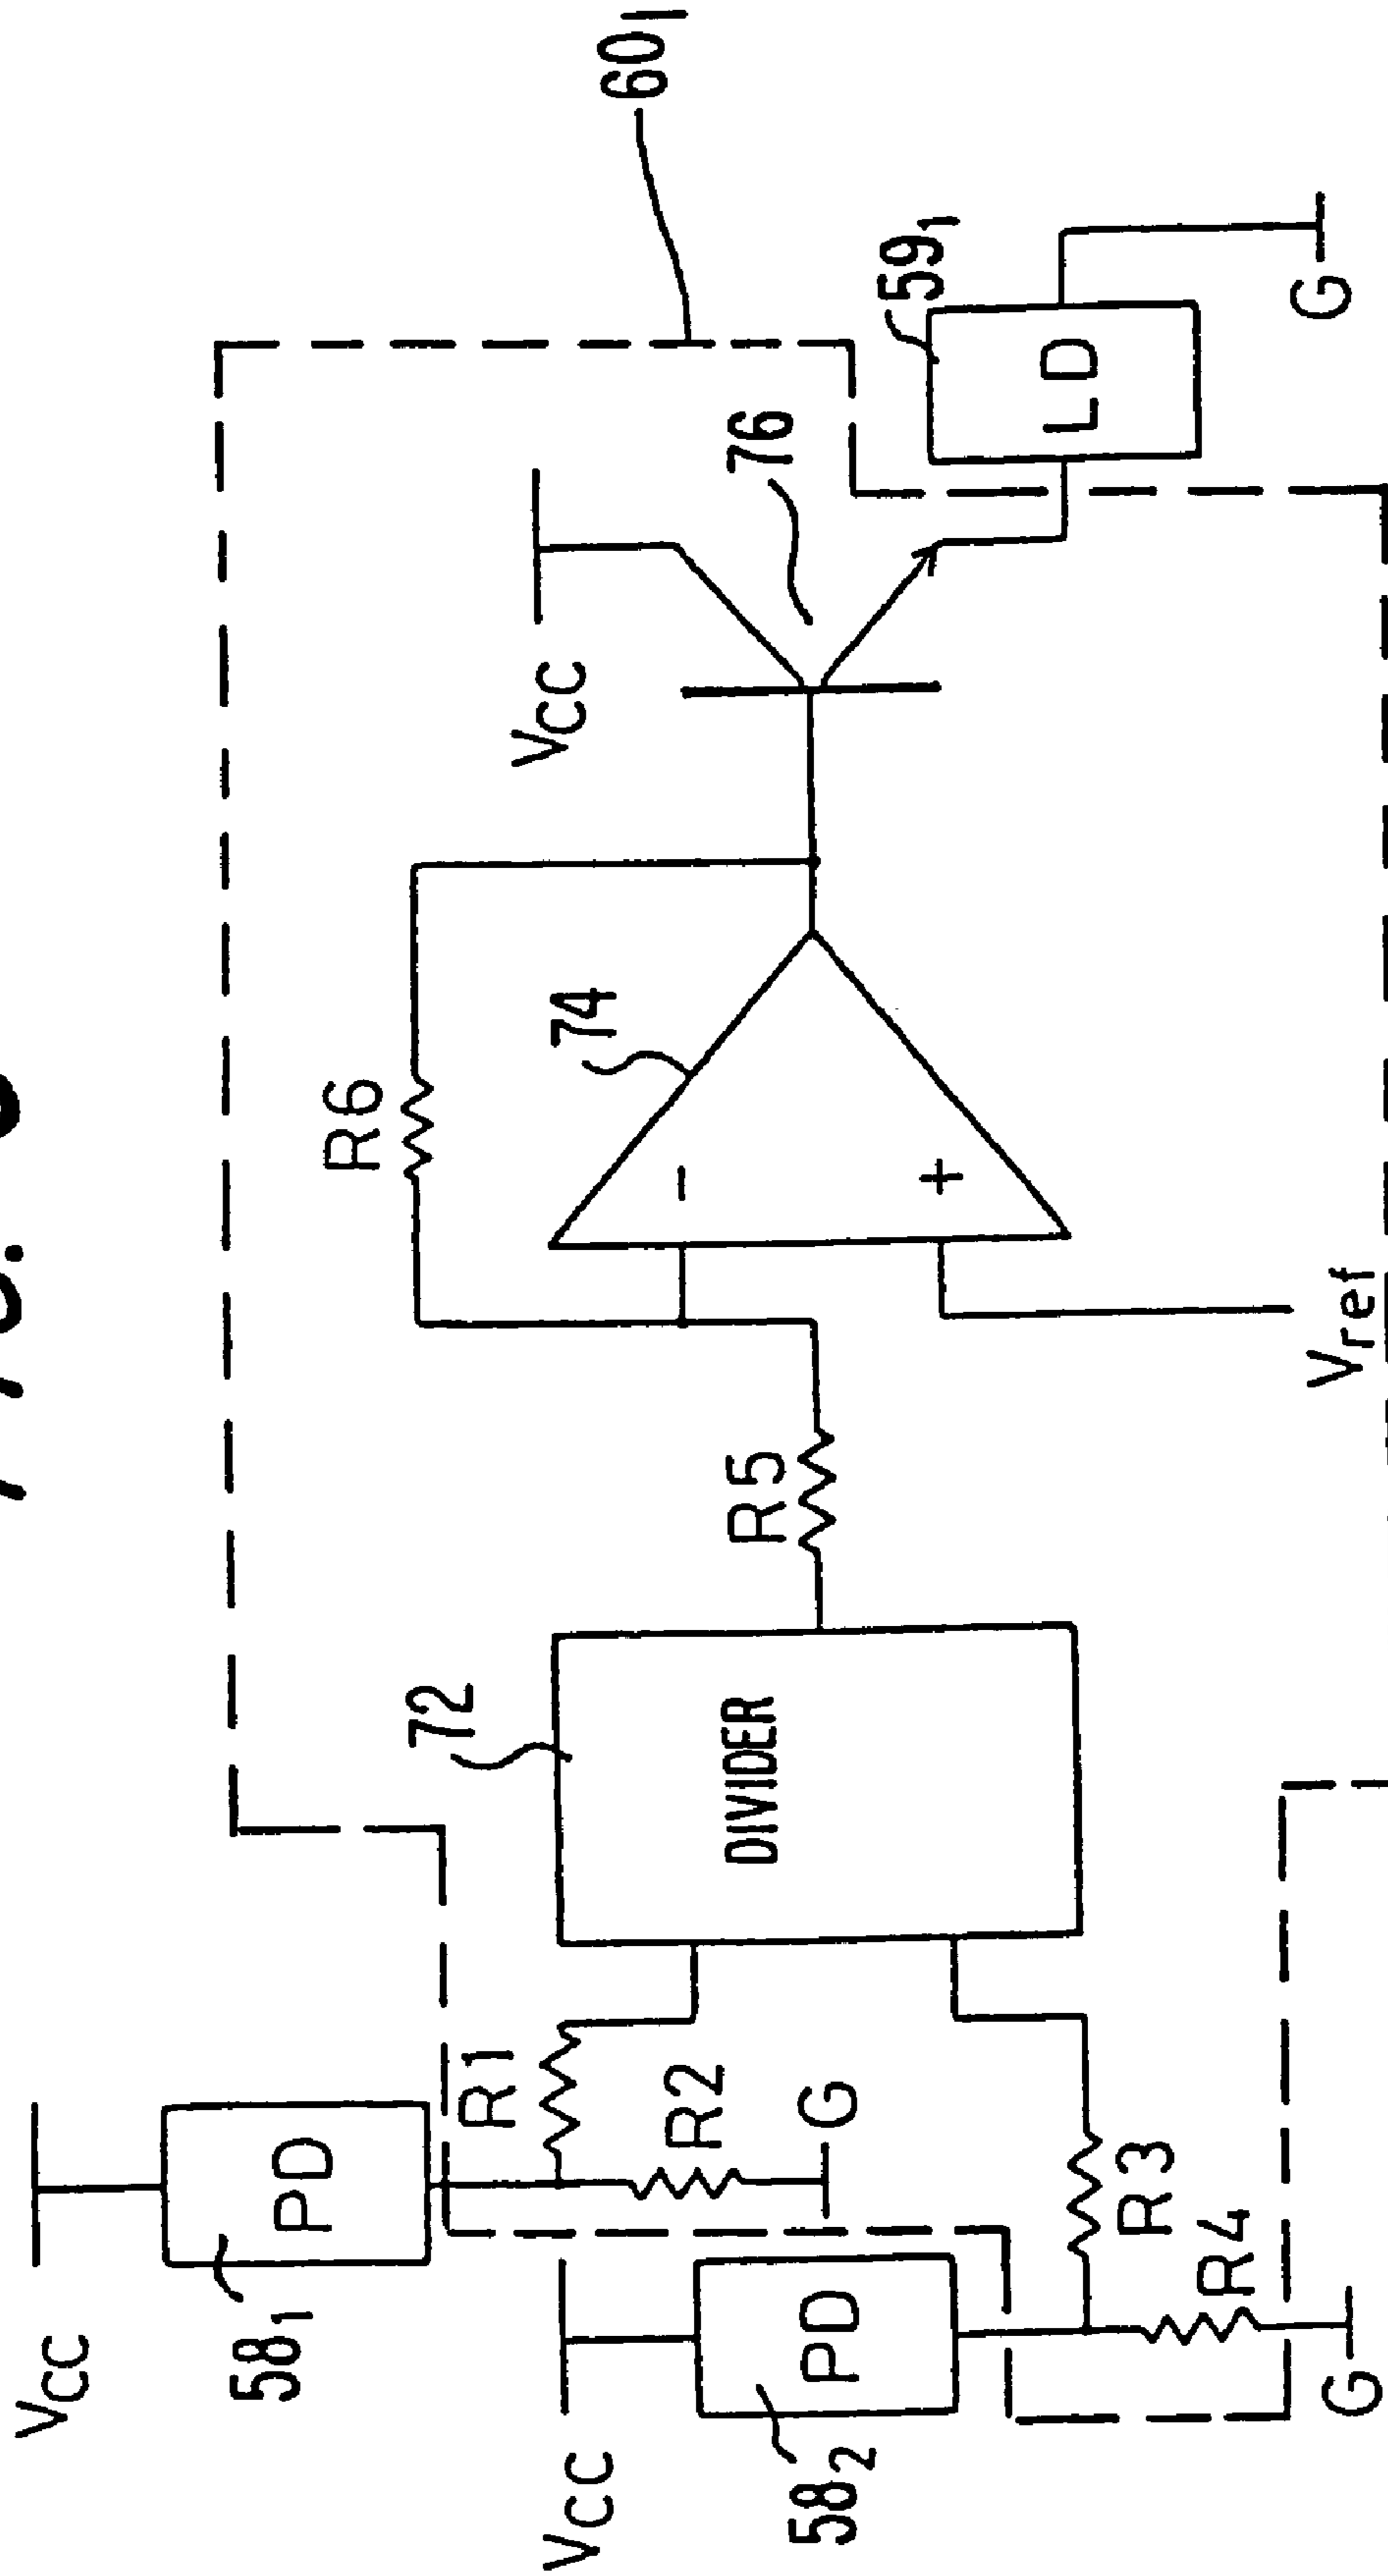 VCC
58₁
PD
R1
R2
G
VCC
58₂
PD
R3
R4
G
72
DIVIDER
R5
R6
74
−
+
Vref
VCC
76
60₁
59₁
LD
G